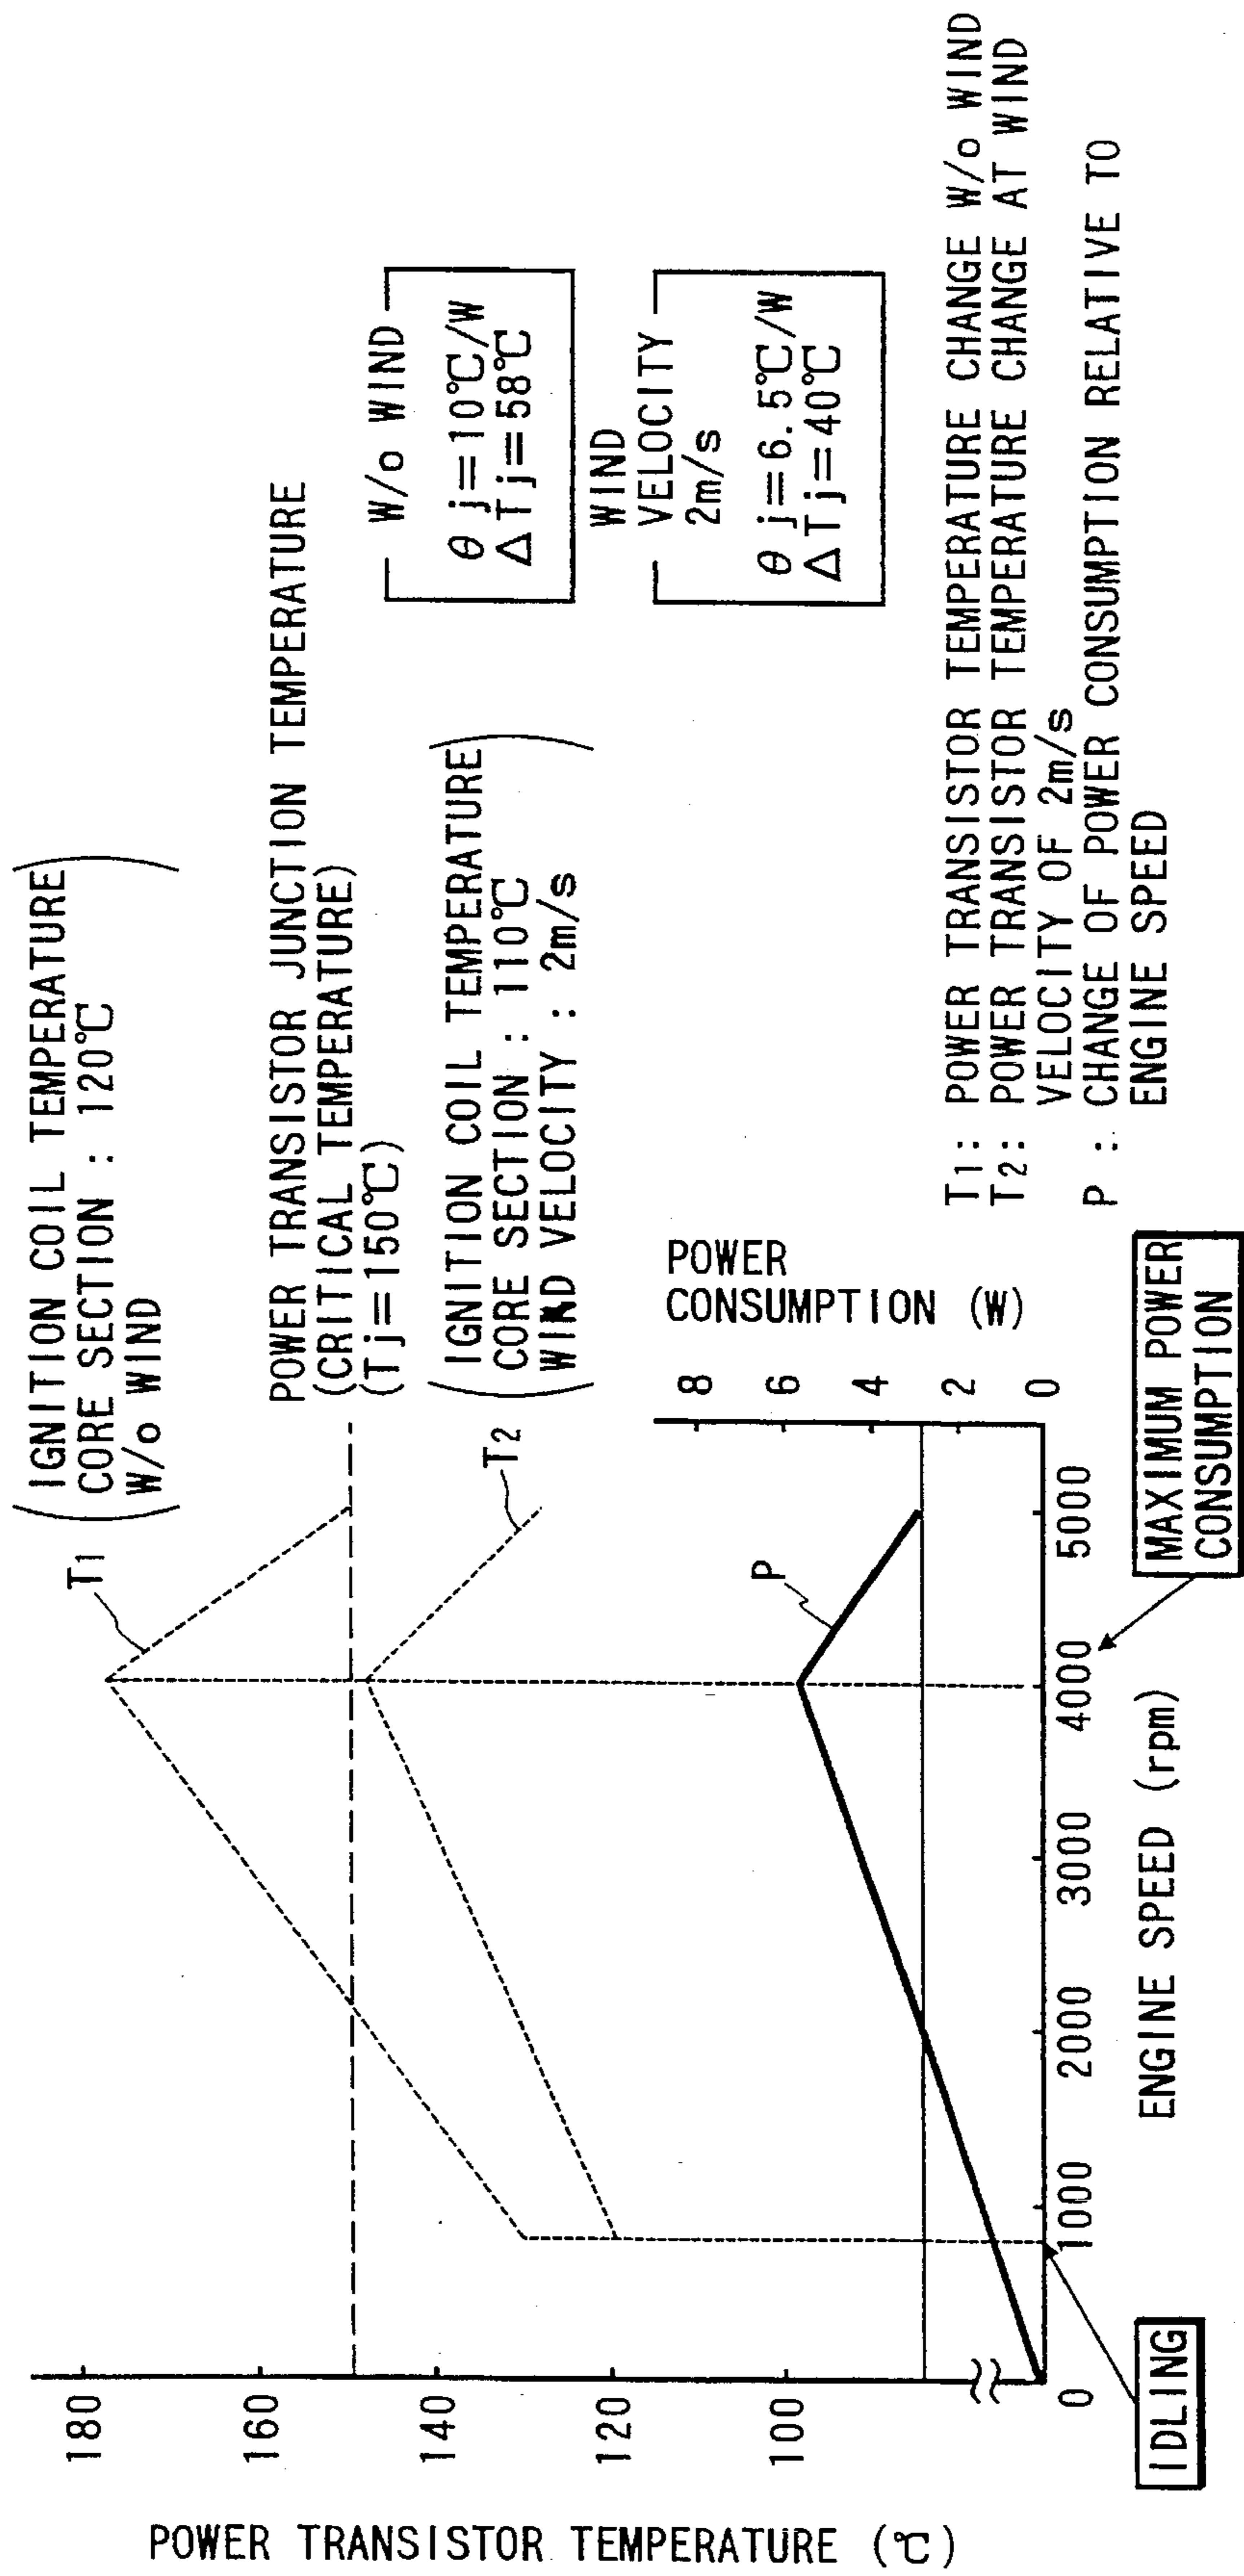 IGNITION COIL TEMPERATURE
CORE SECTION : 120℃
W/o WIND
POWER TRANSISTOR JUNCTION TEMPERATURE
(CRITICAL TEMPERATURE)
(Tj=150℃)
IGNITION COIL TEMPERATURE
CORE SECTION : 110℃
WIND VELOCITY : 2m/s
W/o WIND
θ j=10℃/W
ΔTj=58℃
WIND
VELOCITY
2m/s
θ j=6.5℃/W
ΔTj=40℃
T1
T2
P
POWER TRANSISTOR TEMPERATURE (℃)
180
160
140
120
100
POWER
CONSUMPTION (W)
8
6
4
2
0
0
1000
2000
3000
4000
5000
ENGINE SPEED (rpm)
IDLING
MAXIMUM POWER
CONSUMPTION
T1: POWER TRANSISTOR TEMPERATURE CHANGE W/o WIND
T2: POWER TRANSISTOR TEMPERATURE CHANGE AT WIND
VELOCITY OF 2m/s
P : CHANGE OF POWER CONSUMPTION RELATIVE TO
ENGINE SPEED